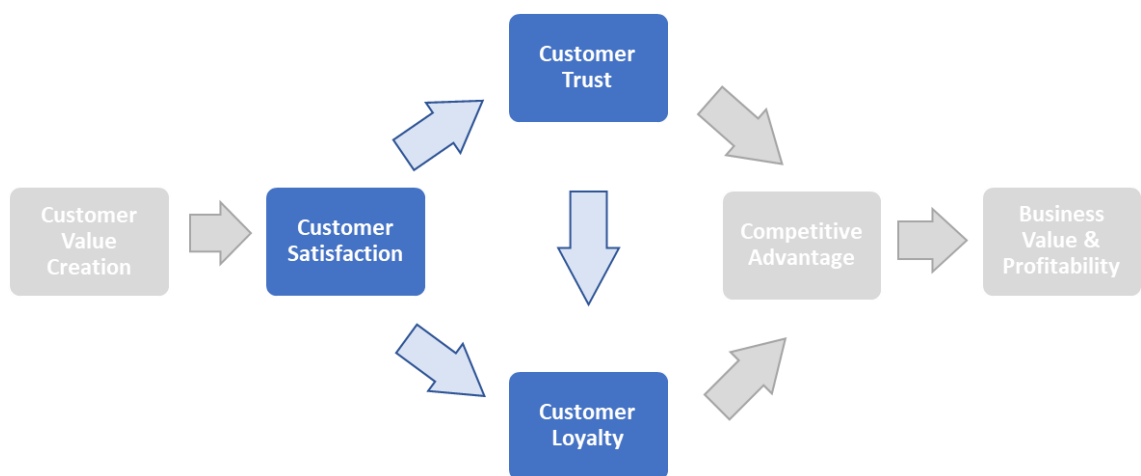 Customer
Trust
Customer
Value
Creation
Customer
Satisfaction
Competitive
Advantage
Business
Value &
Profitability
Customer
Loyalty